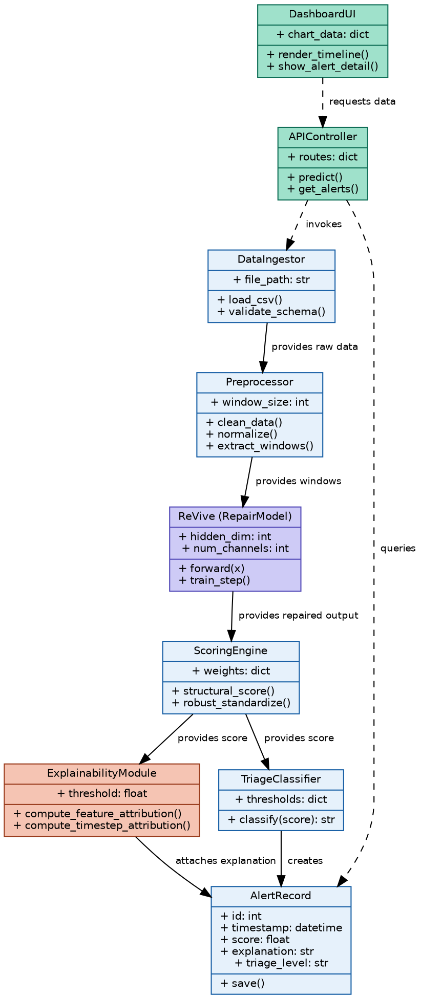 DashboardUI
+ chart_data: dict
+ render_timeline()
+ show_alert_detail()
requests data
APIController
+ routes: dict
+ predict()
+ get_alerts()
invokes
DataIngestor
+ file_path: str
+ load_csv()
+ validate_schema()
provides raw data
Preprocessor
+ window_size: int
+ clean_data()
+ normalize()
+ extract_windows()
provides windows
ReVive (RepairModel)
+ hidden_dim: int
+ num_channels: int
+ forward(x)
+ train_step()
queries
provides repaired output
ScoringEngine
+ weights: dict
+ structural_score()
+ robust_standardize()
provides score
provides score
ExplainabilityModule
+ threshold: float
+ compute_feature_attribution()
+ compute_timestep_attribution()
TriageClassifier
+ thresholds: dict
+ classify(score): str
attaches explanation
creates
AlertRecord
+ id: int
+ timestamp: datetime
+ score: float
+ explanation: str
+ triage_level: str
+ save()